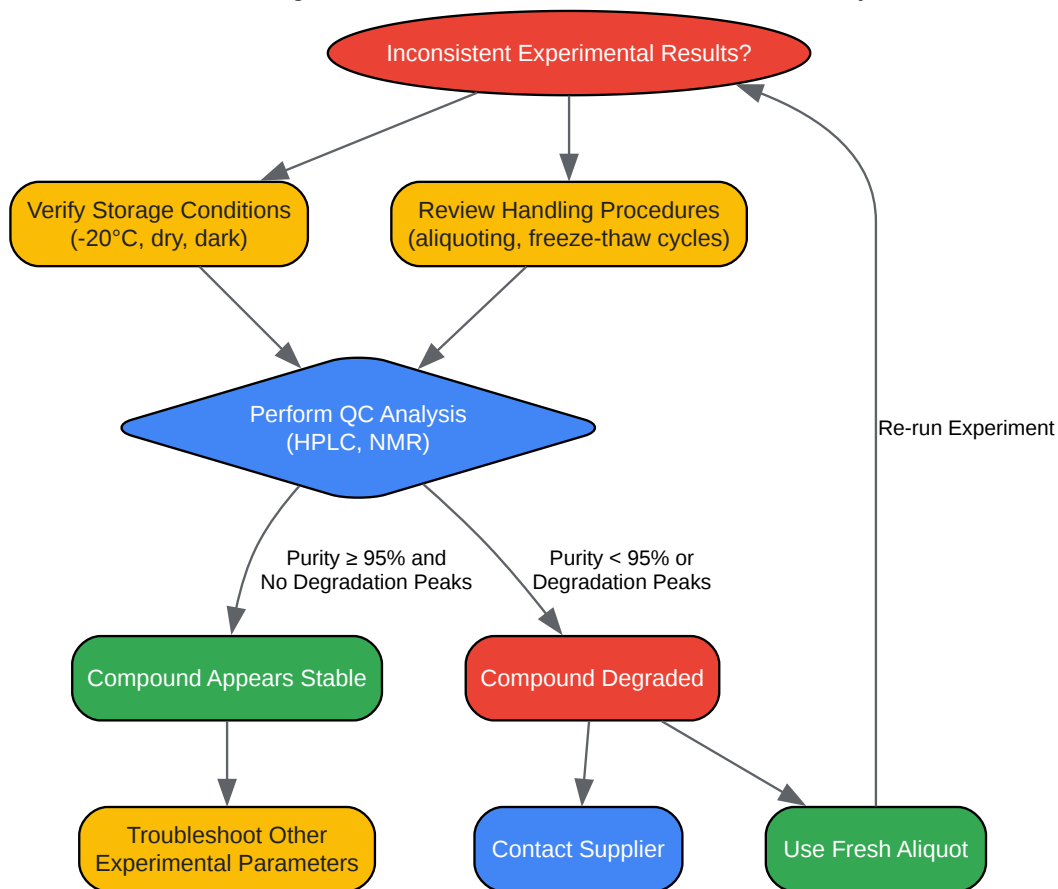 Inconsistent Experimental Results?
Verify Storage Conditions
(-20°C, dry, dark)
Review Handling Procedures
(aliquoting, freeze-thaw cycles)
Perform QC Analysis
(HPLC, NMR)
Re-run Experiment
Purity ≥ 95% and
No Degradation Peaks
Purity < 95% or
Degradation Peaks
Compound Appears Stable
Compound Degraded
Troubleshoot Other
Experimental Parameters
Contact Supplier
Use Fresh Aliquot